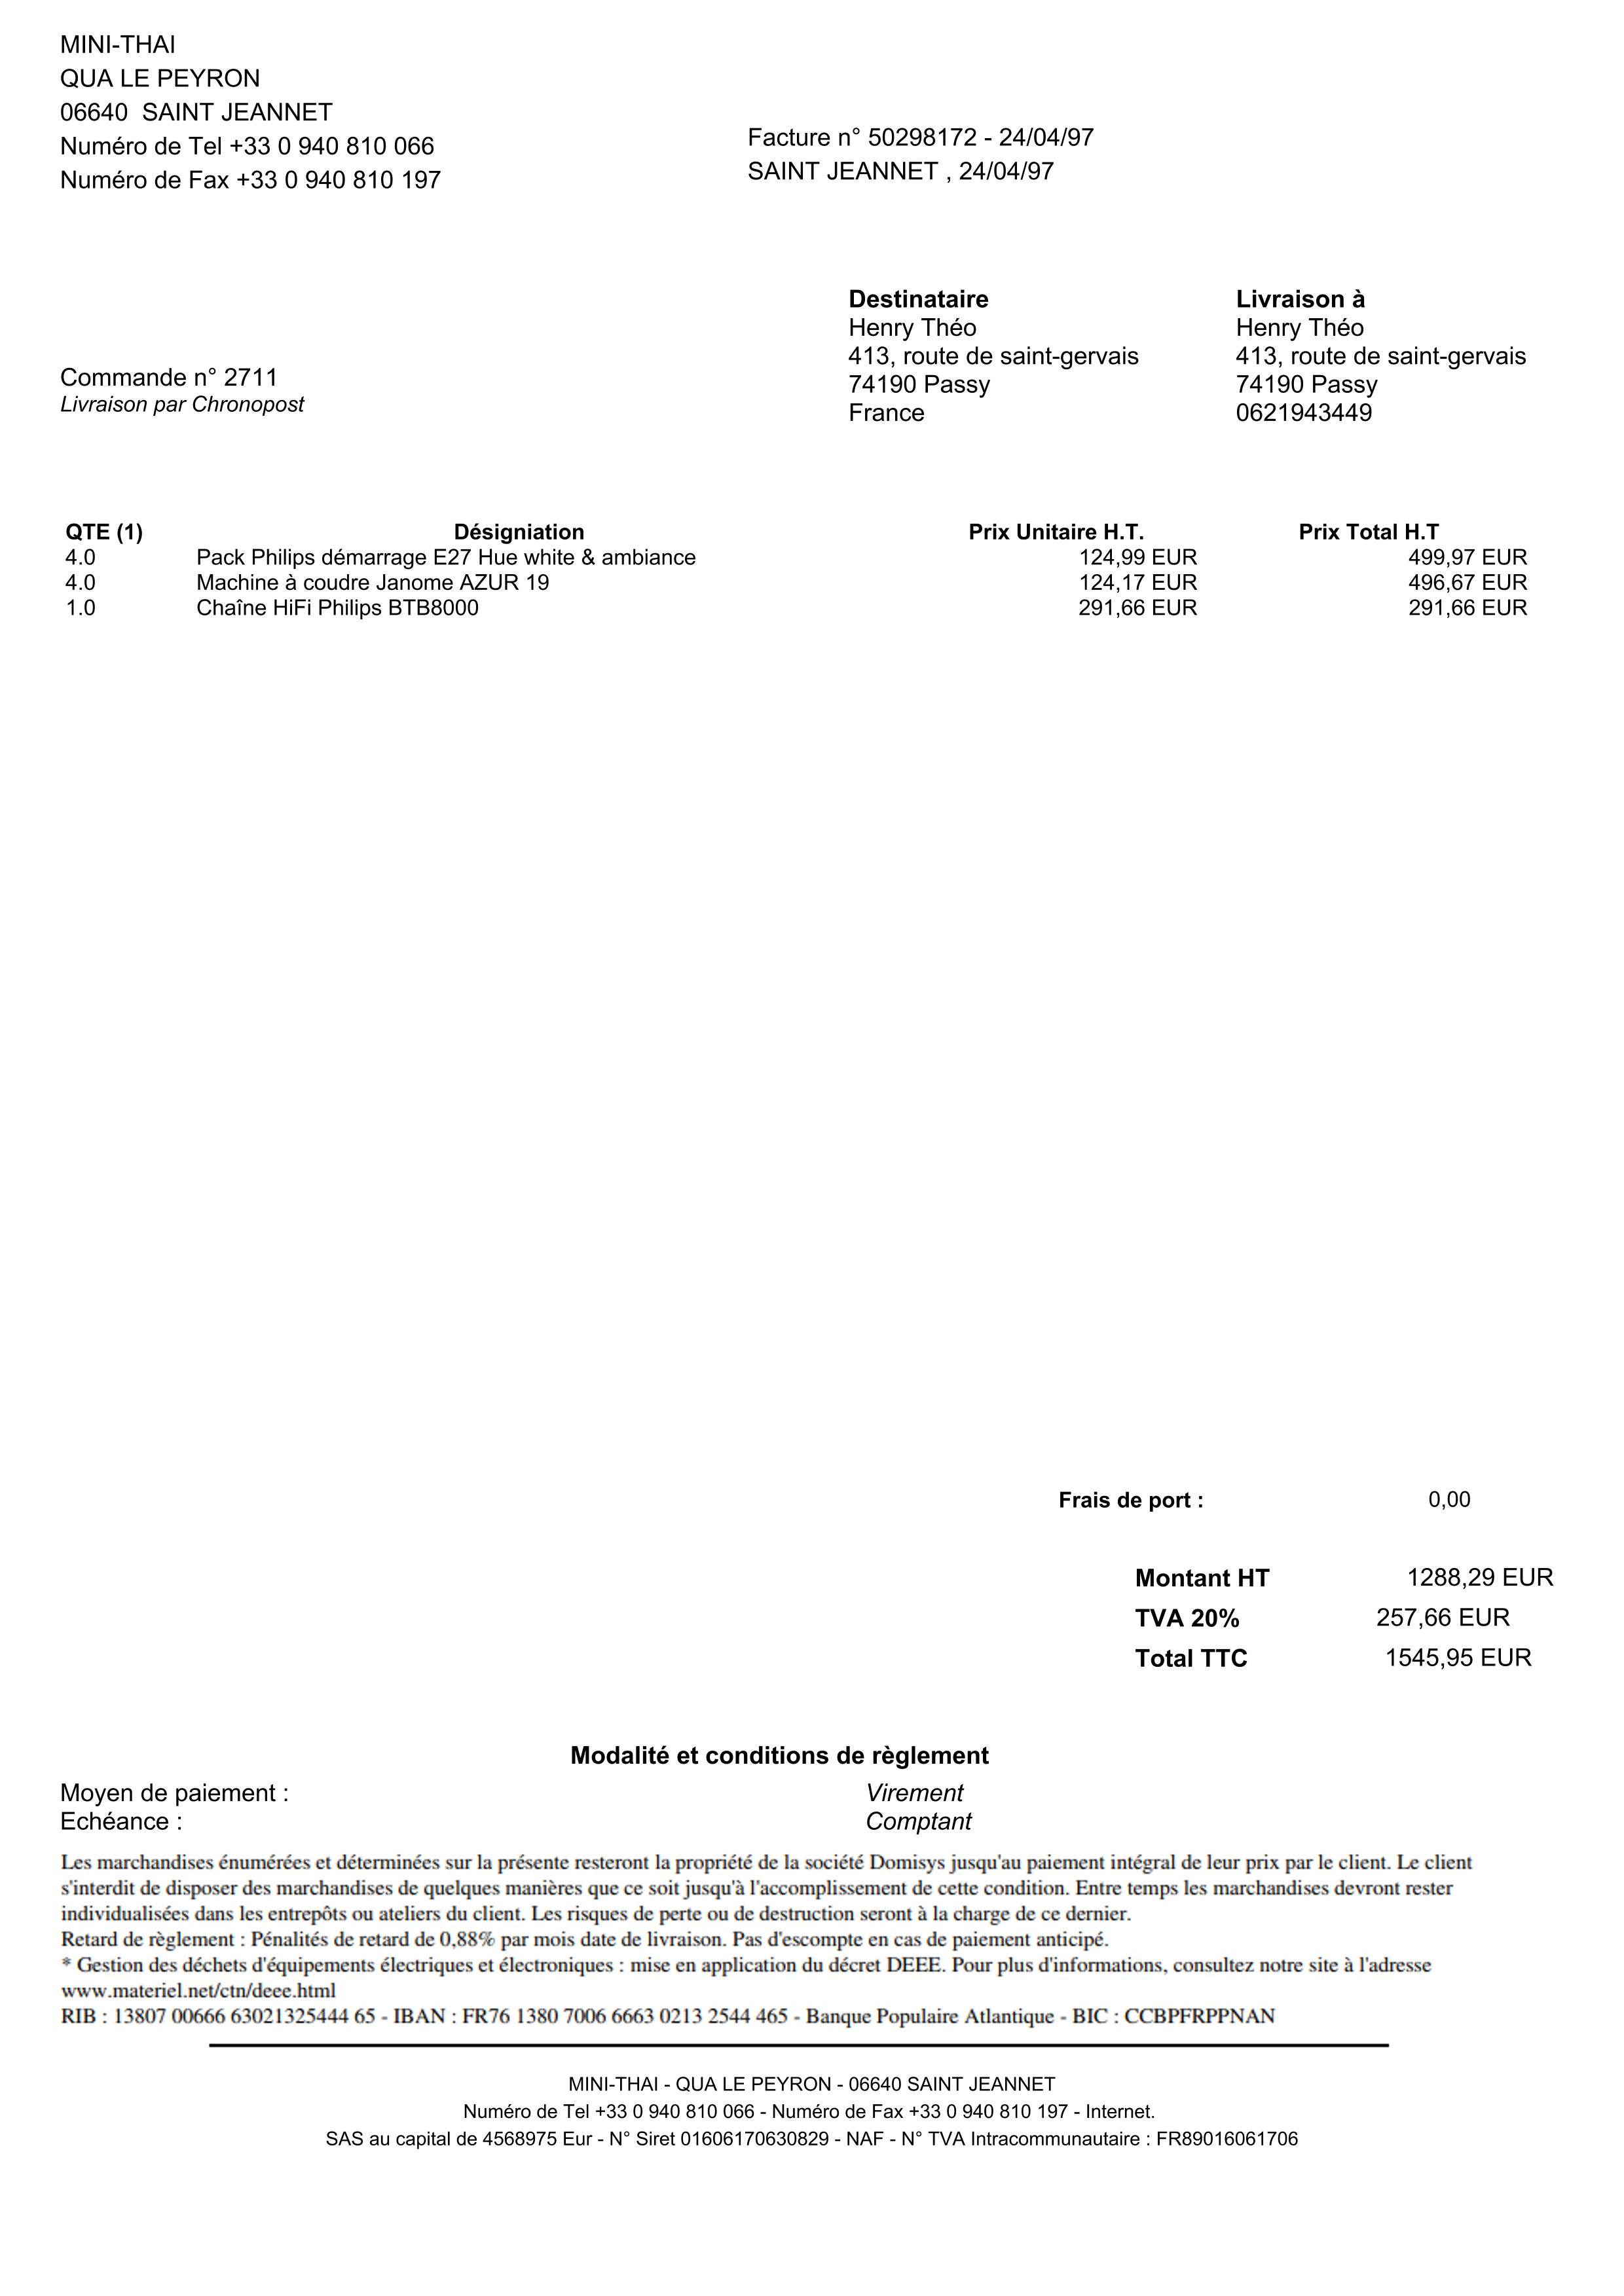 MINI-THAI
QUA LE PEYRON
06640 SAINT JEANNET
Numéro de Tel +33 0 940 810 066
Numéro de Fax +33 0 940 810 197
Facture n° 50298172 - 24/04/97
SAINT JEANNET , 24/04/97
Commande n° 2711
Livraison par Chronopost
Destinataire
Henry Théo
413, route de saint-gervais
74190 Passy
France
Livraison à
Henry Théo
413, route de saint-gervais
74190 Passy
0621943449
QTE (1) Désigniation Prix Unitaire H.T. Prix Total H.T
4.0 Pack Philips démarrage E27 Hue white & ambiance 124,99 EUR 499,97 EUR
4.0 Machine à coudre Janome AZUR 19 124,17 EUR 496,67 EUR
1.0 Chaîne HiFi Philips BTB8000 291,66 EUR 291,66 EUR
Frais de port : 0,00
Montant HT 1288,29 EUR
TVA 20% 257,66 EUR
Total TTC 1545,95 EUR
Modalité et conditions de règlement
Moyen de paiement : Virement
Echéance : Comptant
Les marchandises énumérées et déterminées sur la présente resteront la propriété de la société Domisys jusqu'au paiement intégral de leur prix par le client. Le client
s'interdit de disposer des marchandises de quelques manières que ce soit jusqu'à l'accomplissement de cette condition. Entre temps les marchandises devront rester
individualisées dans les entrepôts ou ateliers du client. Les risques de perte ou de destruction seront à la charge de ce dernier.
Retard de règlement : Pénalités de retard de 0,88% par mois date de livraison. Pas d'escompte en cas de paiement anticipé.
* Gestion des déchets d'équipements électriques et électroniques : mise en application du décret DEEE. Pour plus d'informations, consultez notre site à l'adresse
www.materiel.net/ctn/deee.html
RIB : 13807 00666 63021325444 65 - IBAN : FR76 1380 7006 6663 0213 2544 465 - Banque Populaire Atlantique - BIC : CCBPFRPPNAN
MINI-THAI - QUA LE PEYRON - 06640 SAINT JEANNET
Numéro de Tel +33 0 940 810 066 - Numéro de Fax +33 0 940 810 197 - Internet.
SAS au capital de 4568975 Eur - N° Siret 01606170630829 - NAF - N° TVA Intracommunautaire : FR89016061706